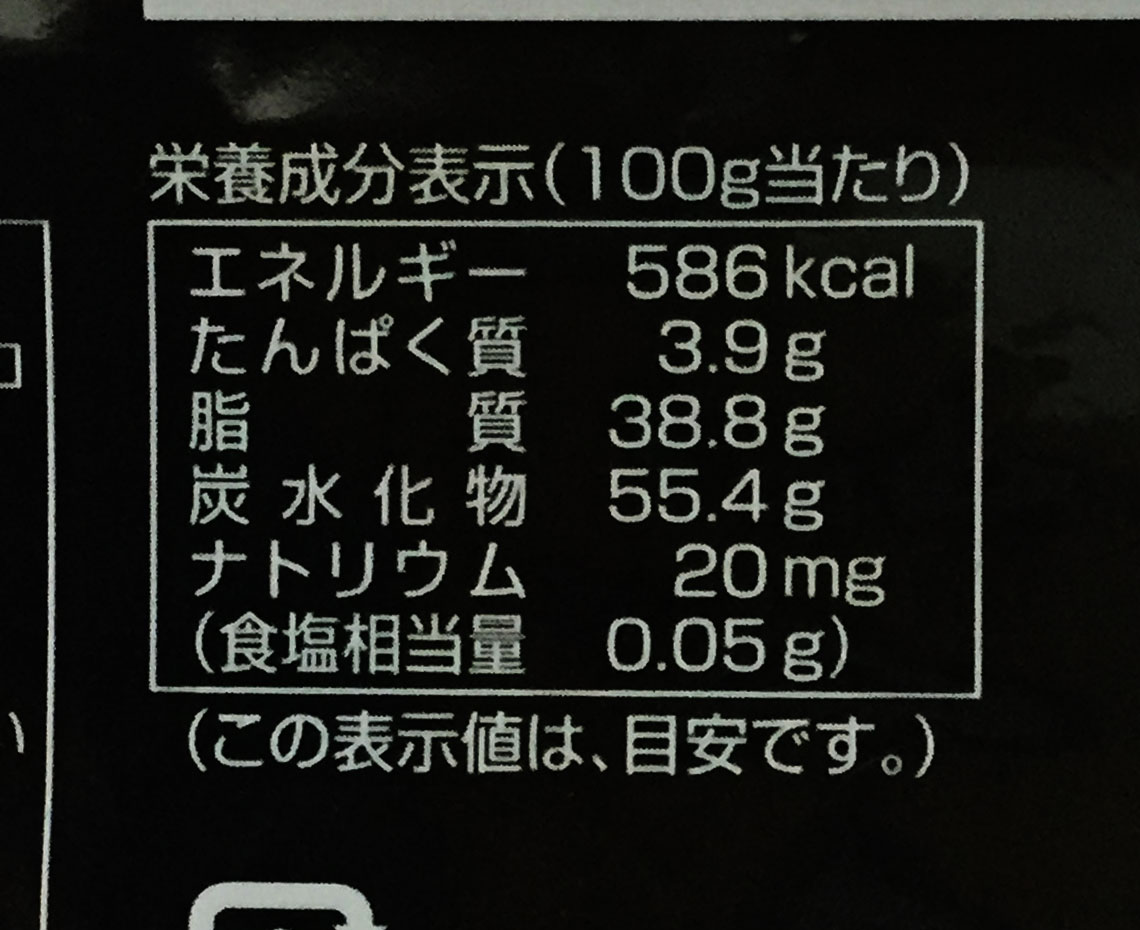 栄養成分表示(100g当たり)
エネルギー 586kcal
たんぱく質 3.9g
脂質 38.8g
炭水化物 55.4g
ナトリウム 20mg
(食塩相当量 0.05g)
(この表示値は、目安です。)